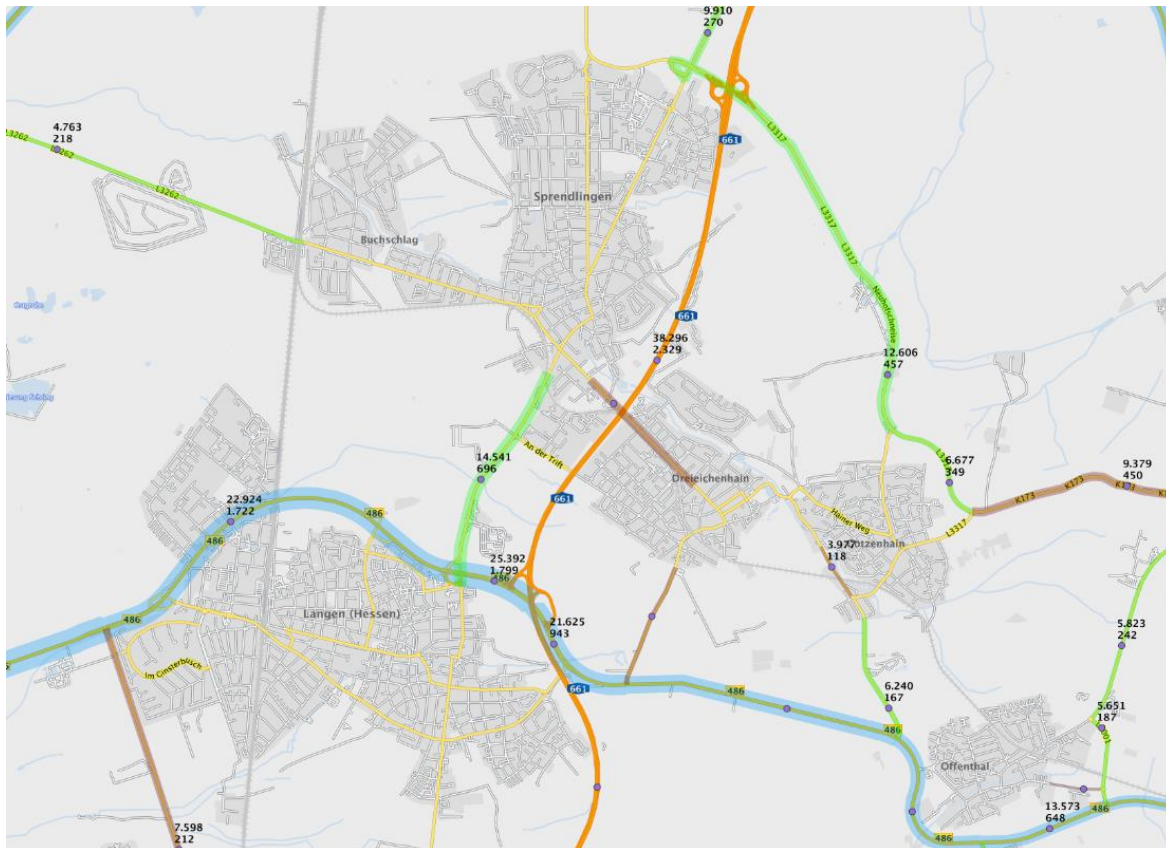 9.910
270
661
L3317
4.763
218
L3262
L3262
L3262
Sprendlingen
Buchschlag
L3317
L3317
Neuhofschneise
661
38.296
2.329
12.606
457
14.541
696
An der Trift
Dreieichenhain
6.677
349
9.379
450
K173
K173
22.924
1.722
486
486
661
Hainer Weg
L3317
Götzenhain
3.977
118
25.392
1.799
486
486
Langen (Hessen)
21.625
943
5.823
242
Im Ginsterbusch
661
486
6.240
167
5.651
187
486
Offenthal
7.598
212
13.573
648
486
486